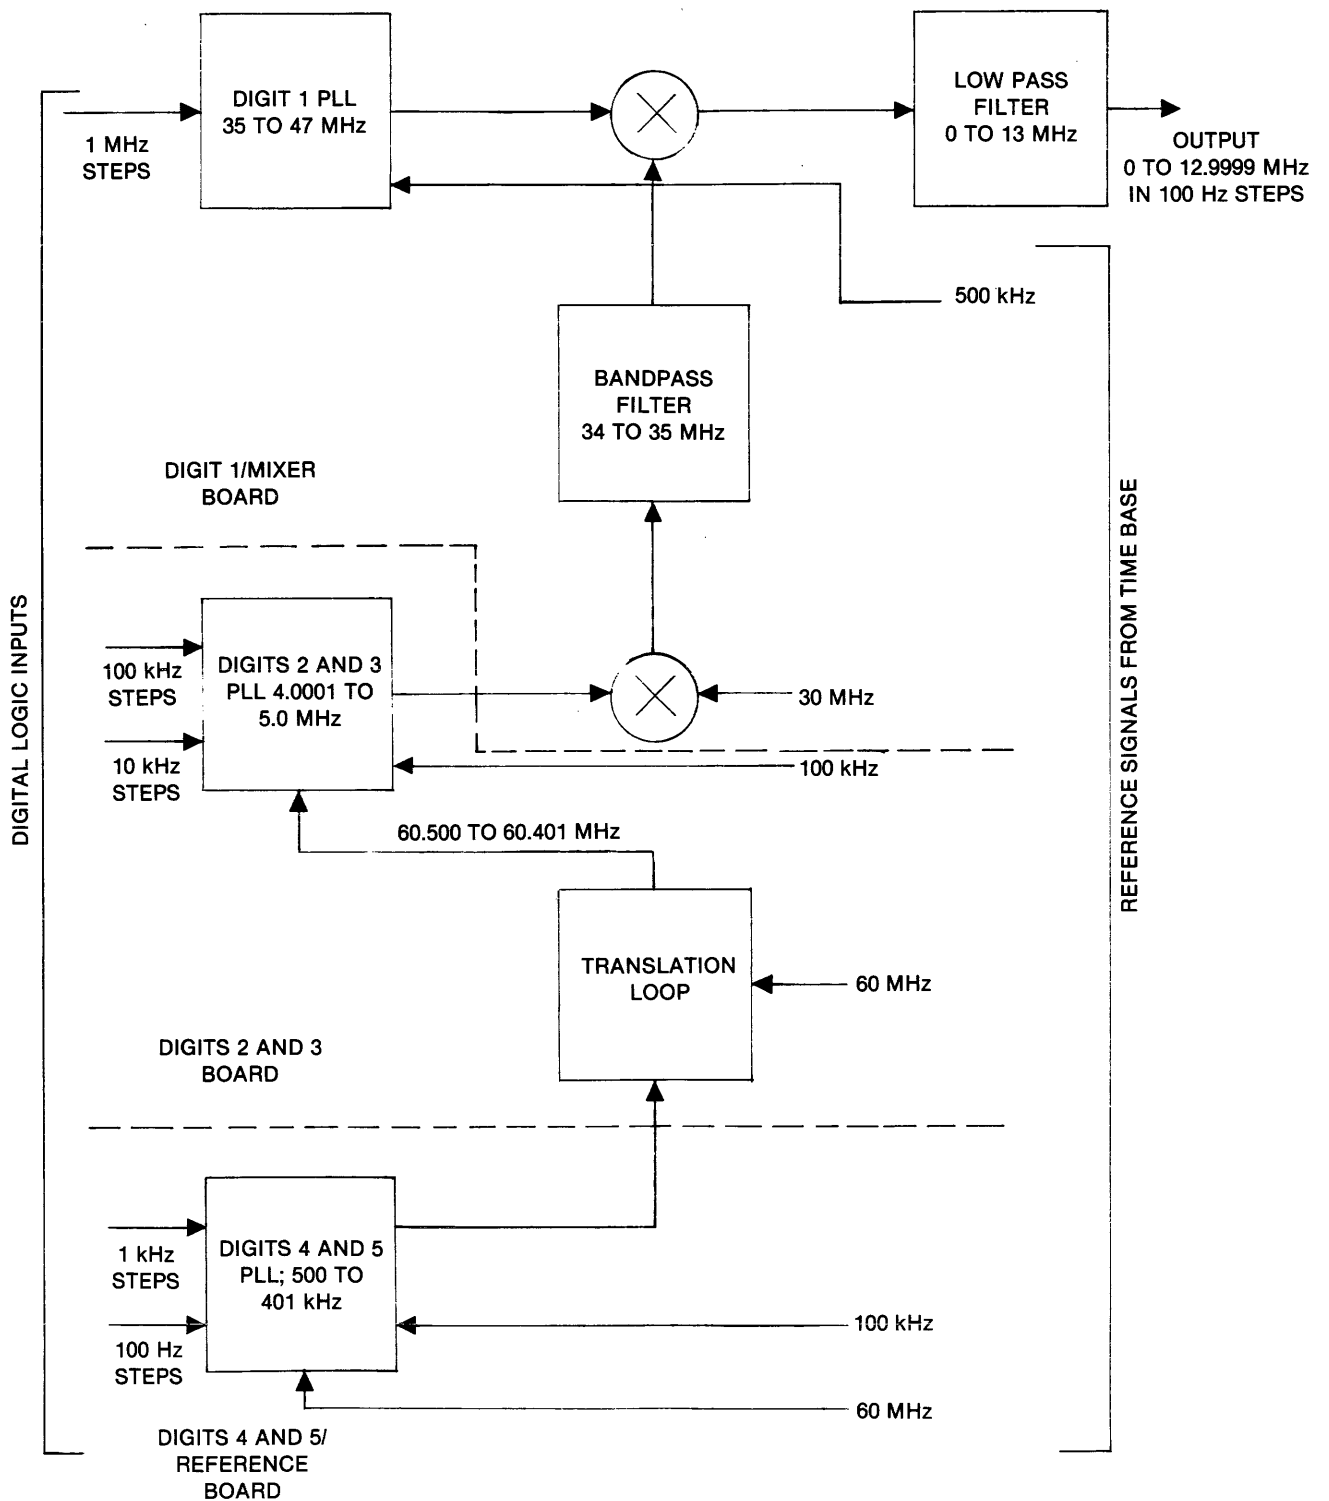 DIGIT 1 PLL
35 TO 47 MHz
1 MHz
STEPS
LOW PASS
FILTER
0 TO 13 MHz
OUTPUT
0 TO 12.9999 MHz
IN 100 Hz STEPS
500 kHz
BANDPASS
FILTER
34 TO 35 MHz
DIGIT 1/MIXER
BOARD
DIGITAL LOGIC INPUTS
REFERENCE SIGNALS FROM TIME BASE
100 kHz
STEPS
10 kHz
STEPS
DIGITS 2 AND 3
PLL 4.0001 TO
5.0 MHz
30 MHz
100 kHz
60.500 TO 60.401 MHz
TRANSLATION
LOOP
60 MHz
DIGITS 2 AND 3
BOARD
1 kHz
STEPS
100 Hz
STEPS
DIGITS 4 AND 5
PLL; 500 TO
401 kHz
100 kHz
60 MHz
DIGITS 4 AND 5/
REFERENCE
BOARD